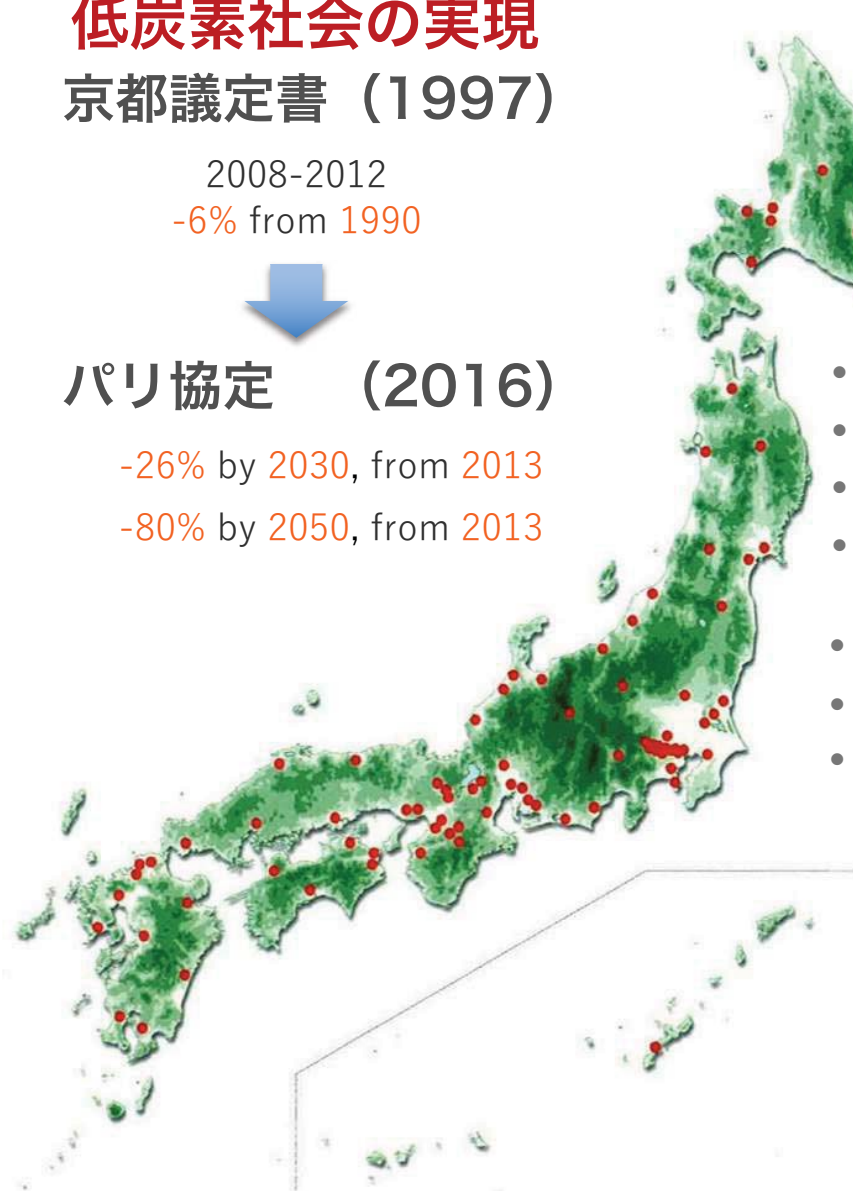 低炭素社会の実現
京都議定書（1997）
2008-2012
-6% from 1990
パリ協定　（2016）
-26% by 2030, from 2013
-80% by 2050, from 2013